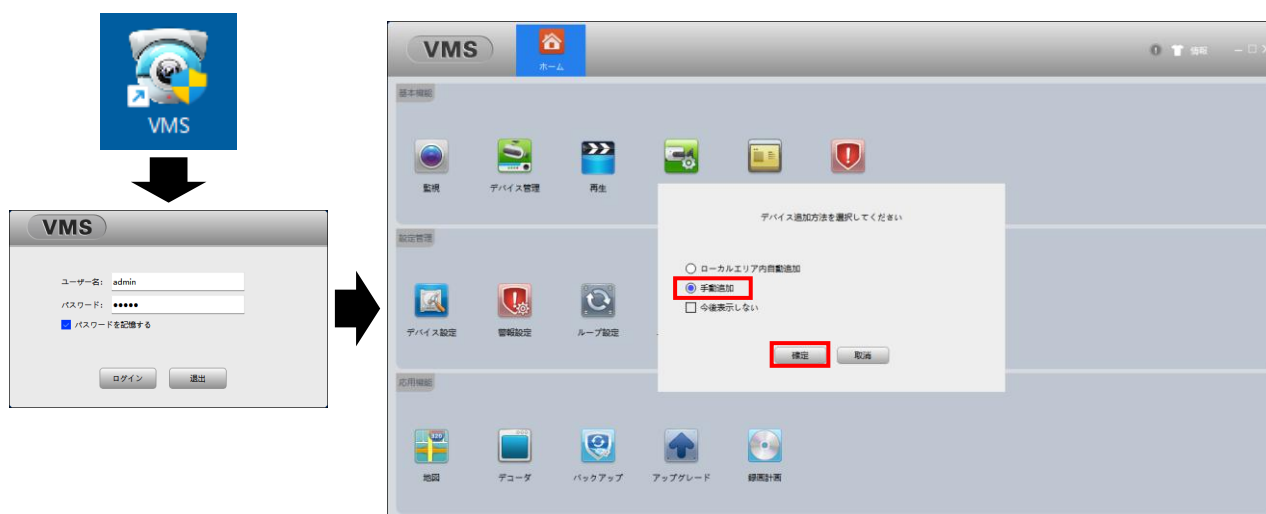 VMS
VMS
ユーザー名: admin
パスワード: •••••
パスワードを記憶する
ログイン 退出
VMS
ホーム
情報
基本機能
監視 デバイス管理 再生
デバイス追加方法を選択してください
ローカルエリア内自動追加
手動追加
今後表示しない
確定 取消
設定管理
デバイス設定 警報設定 ループ設定
応用機能
地図 デコーダ バックアップ アップグレード 録画計画